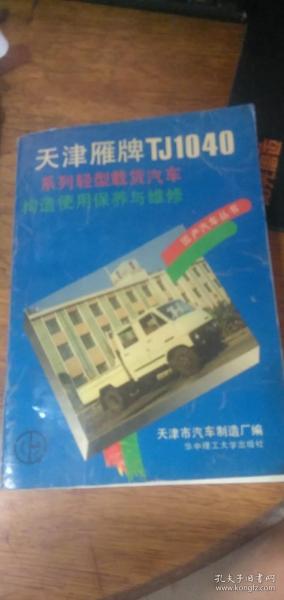 天津雁牌TJ1040
系列轻型载货汽车
构造使用保养与维修
国产汽车丛书
天津市汽车制造厂编
华中理工大学出版社
孔夫子旧书网